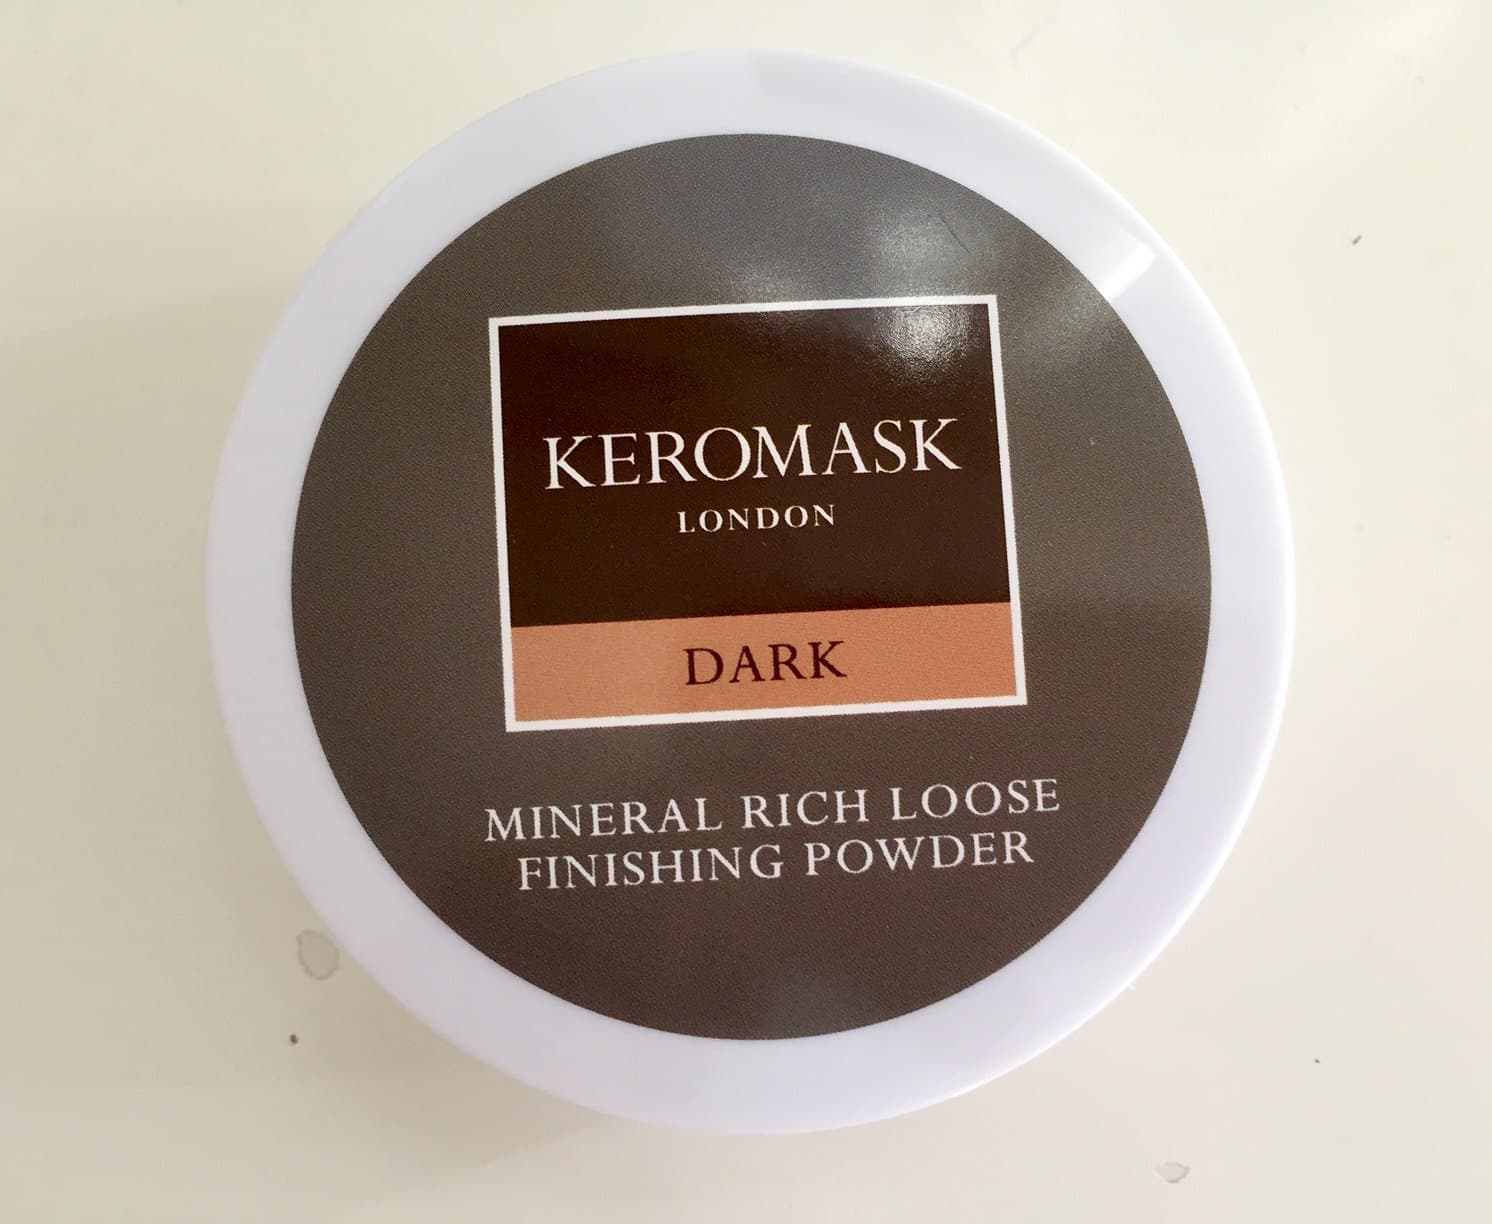 KEROMASK
LONDON
DARK
MINERAL RICH LOOSE
FINISHING POWDER